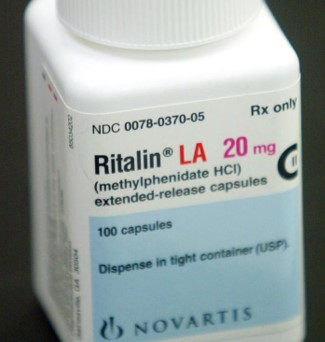 NDC 0078-0370-05
Rx only
Ritalin® LA 20 mg
(methylphenidate HCl)
extended-release capsules
CII
100 capsules
Dispense in tight container (USP).
NOVARTIS